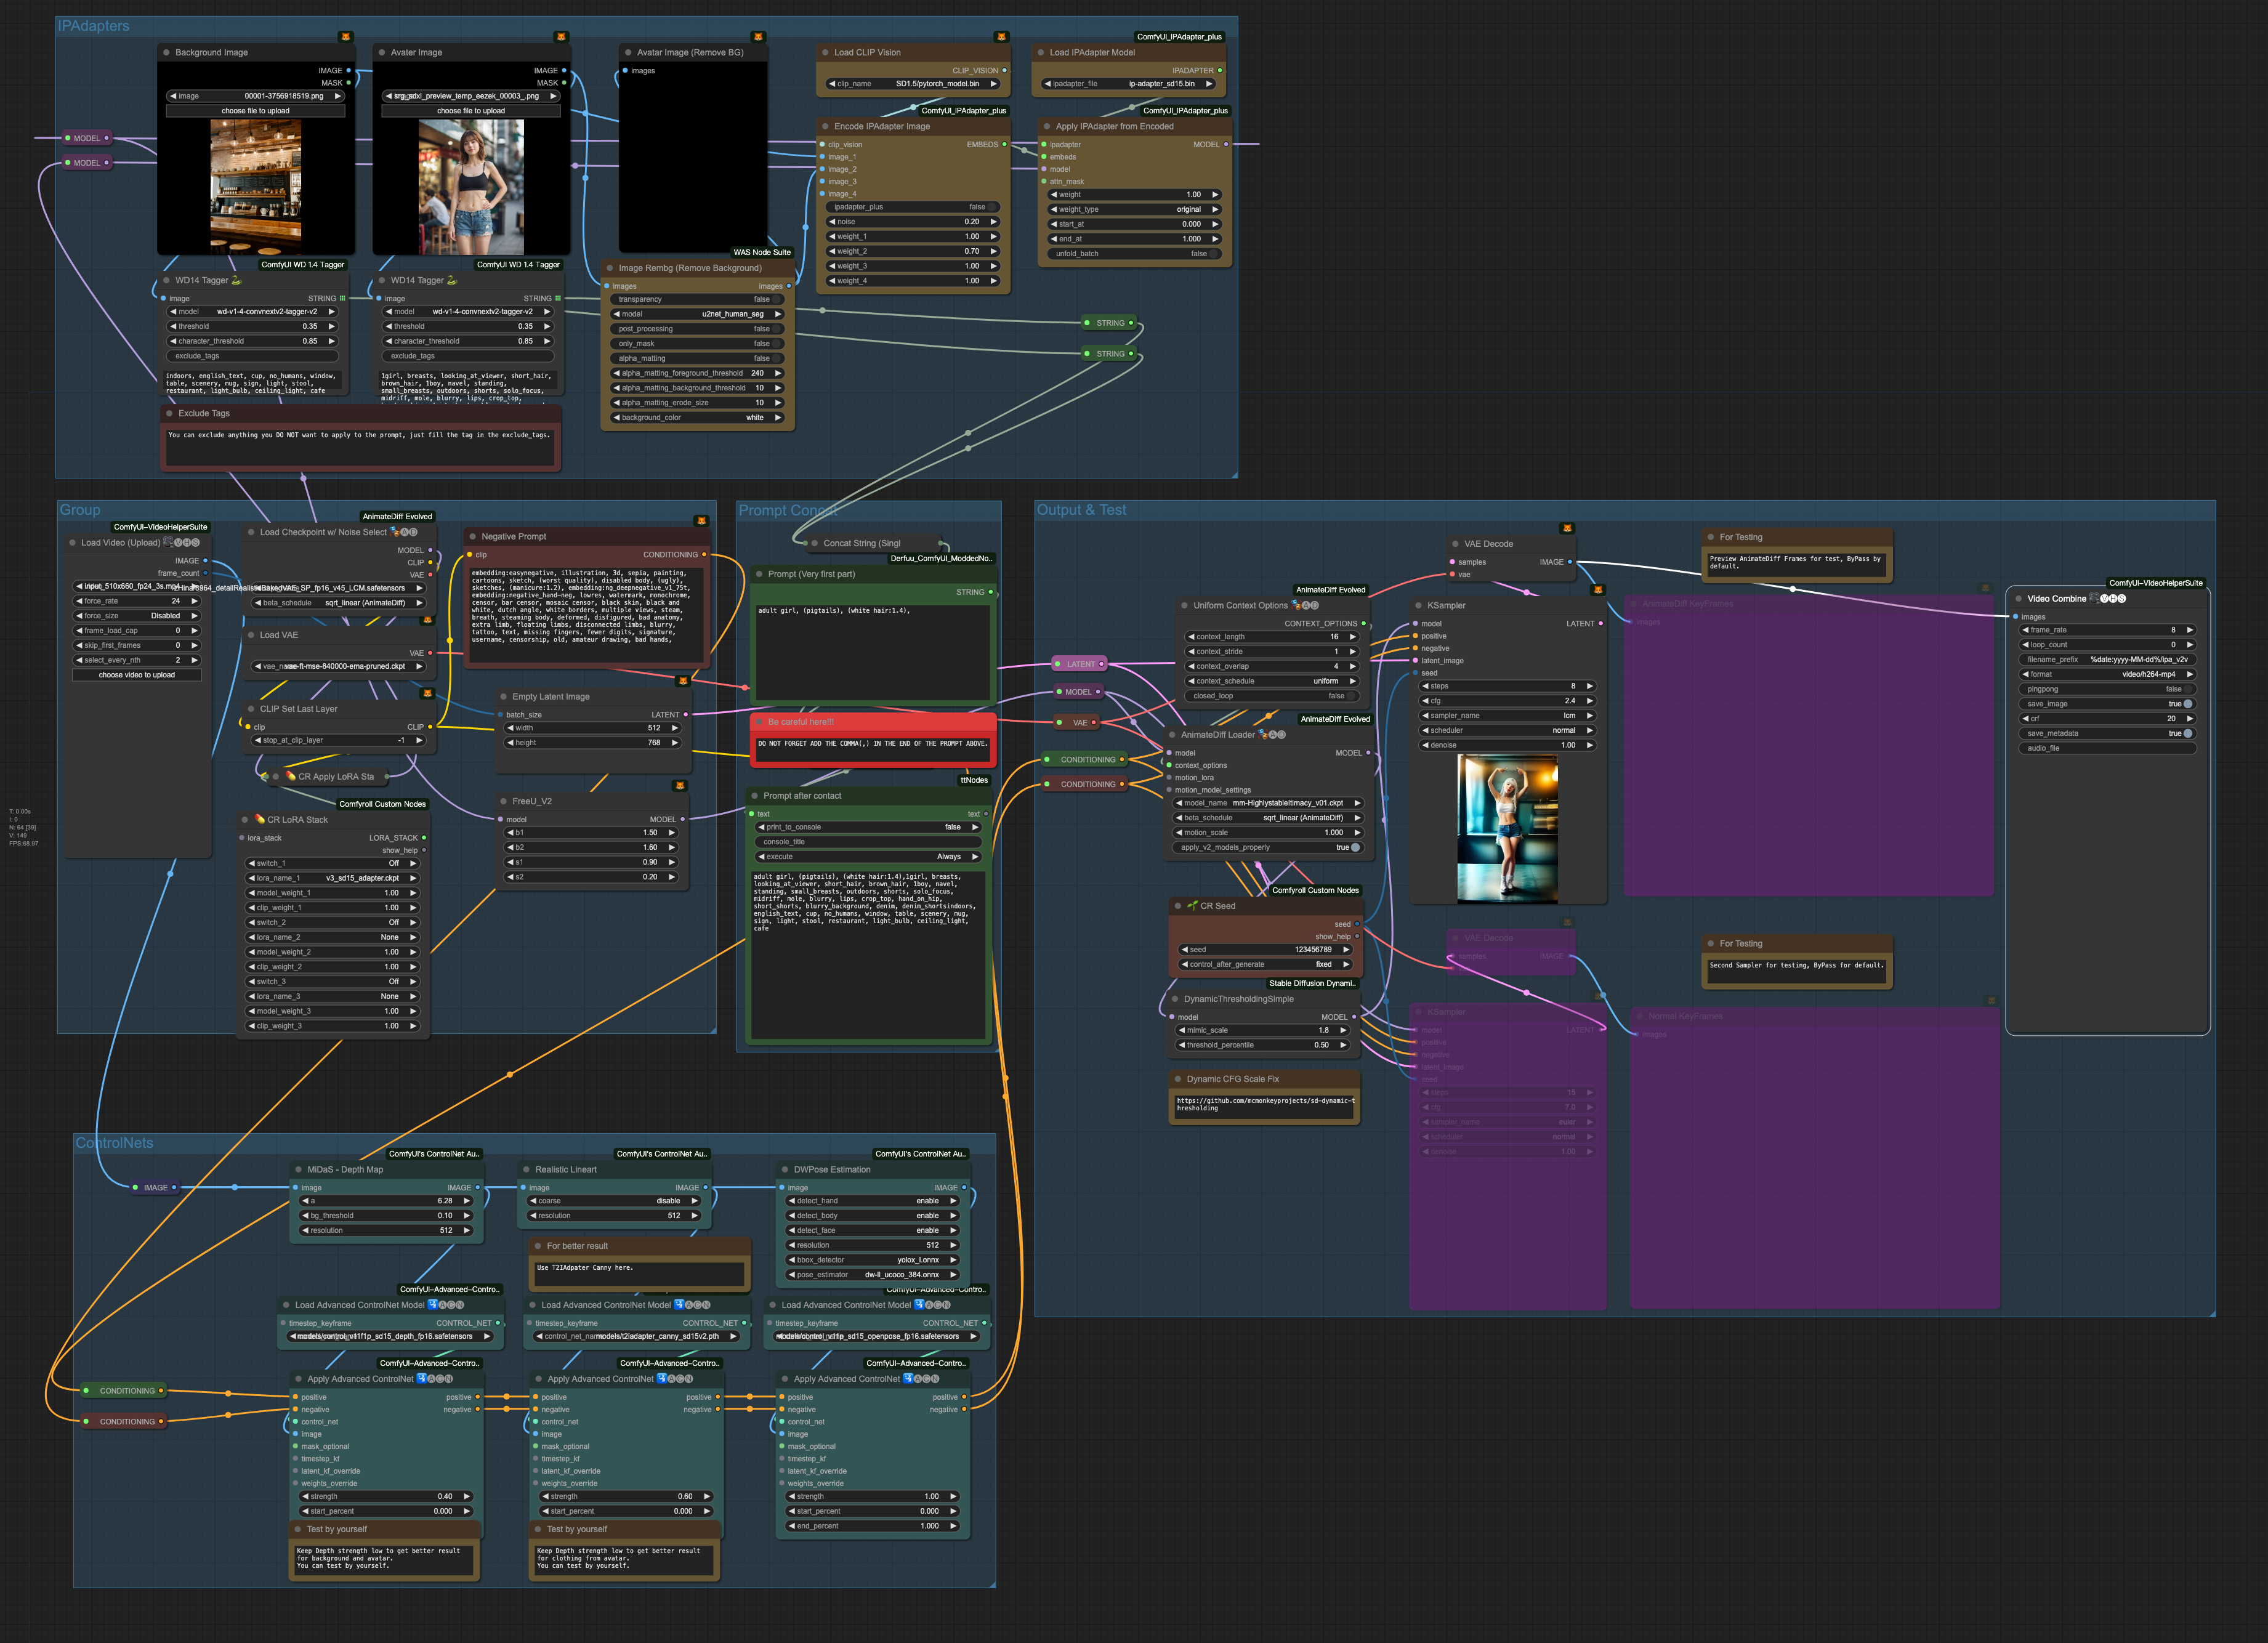 IPAdapters
Background Image
IMAGE
MASK
image 00001-3756918519.png
choose file to upload
Avater Image
IMAGE
MASK
choose file to upload
Avatar Image (Remove BG)
images
Load CLIP Vision
CLIP_VISION
clip_name SD1.5/pytorch_model.bin
ComfyUI_IPAdapter_plus
Load IPAdapter Model
IPADAPTER
ipadapter_file ip-adapter_sd15.bin
MODEL
MODEL
ComfyUI_IPAdapter_plus
Encode IPAdapter Image
clip_vision EMBEDS
image_1
image_2
image_3
image_4
ipadapter_plus false
noise 0.20
weight_1 1.00
weight_2 0.70
weight_3 1.00
weight_4 1.00
ComfyUI_IPAdapter_plus
Apply IPAdapter from Encoded
ipadapter MODEL
embeds
model
attn_mask
weight 1.00
weight_type original
start_at 0.000
end_at 1.000
unfold_batch false
ComfyUI WD 1.4 Tagger
WD14 Tagger
image STRING
model wd-v1-4-convnextv2-tagger-v2
threshold 0.35
character_threshold 0.85
exclude_tags
indoors, english_text, cup, no_humans, window,
table, scenery, mug, sign, light, stool,
restaurant, light_bulb, ceiling_light, cafe
ComfyUI WD 1.4 Tagger
WD14 Tagger
image STRING
model wd-v1-4-convnextv2-tagger-v2
threshold 0.35
character_threshold 0.85
exclude_tags
1girl, breasts, looking_at_viewer, short_hair,
brown_hair, 1boy, navel, standing,
small_breasts, outdoors, shorts, solo_focus,
midriff, mole, blurry, lips, crop_top,
WAS Node Suite
Image Rembg (Remove Background)
images images
transparency false
model u2net_human_seg
post_processing false
only_mask false
alpha_matting false
alpha_matting_foreground_threshold 240
alpha_matting_background_threshold 10
alpha_matting_erode_size 10
background_color white
STRING
STRING
Exclude Tags
You can exclude anything you DO NOT want to apply to the prompt, just fill the tag in the exclude_tags.
Group
ComfyUI-VideoHelperSuite
Load Video (Upload) VHS
IMAGE
frame_count
force_rate 24
force_size Disabled
frame_load_cap 0
skip_first_frames 0
select_every_nth 2
choose video to upload
AnimateDiff Evolved
Load Checkpoint w/ Noise Select AD
MODEL
CLIP
VAE
beta_schedule sqrt_linear (AnimateDiff)
Load VAE
VAE
vae-ft-mse-840000-ema-pruned.ckpt
CLIP Set Last Layer
clip CLIP
stop_at_clip_layer -1
CR Apply LoRA Sta
Comfyroll Custom Nodes
CR LoRA Stack
lora_stack LORA_STACK
show_help
switch_1 Off
lora_name_1 v3_sd15_adapter.ckpt
model_weight_1 1.00
clip_weight_1 1.00
switch_2 Off
lora_name_2 None
model_weight_2 1.00
clip_weight_2 1.00
switch_3 Off
lora_name_3 None
model_weight_3 1.00
clip_weight_3 1.00
Negative Prompt
clip CONDITIONING
embedding:easynegative, illustration, 3d, sepia, painting,
cartoons, sketch, (worst quality), disabled body, (ugly),
sketches, (manicure:1.2), embedding:ng_deepnegative_v1_75t,
embedding:negative_hand-neg, lowres, watermark, monochrome,
censor, bar censor, mosaic censor, black skin, black and
white, dutch angle, white borders, multiple views, steam,
breath, steaming body, deformed, disfigured, bad anatomy,
extra limb, floating limbs, disconnected limbs, blurry,
tattoo, text, missing fingers, fewer digits, signature,
username, censorship, old, amateur drawing, bad hands,
Empty Latent Image
batch_size LATENT
width 512
height 768
FreeU_V2
model MODEL
b1 1.50
b2 1.60
s1 0.90
s2 0.20
T: 0.00s
I: 0
N: 64 [39]
V: 149
FPS:68.97
Prompt Concat
Concat String (Singl
Derfuu_ComfyUI_ModdedNo..
Prompt (Very first part)
STRING
adult girl, (pigtails), (white hair:1.4),
Be careful here!!!
DO NOT FORGET ADD THE COMMA(,) IN THE END OF THE PROMPT ABOVE.
ttNodes
Prompt after contact
text text
print_to_console false
console_title
execute Always
adult girl, (pigtails), (white hair:1.4),1girl, breasts,
looking_at_viewer, short_hair, brown_hair, 1boy, navel,
standing, small_breasts, outdoors, shorts, solo_focus,
midriff, mole, blurry, lips, crop_top, hand_on_hip,
short_shorts, blurry_background, denim, denim_shortsindoors,
english_text, cup, no_humans, window, table, scenery, mug,
sign, light, stool, restaurant, light_bulb, ceiling_light,
cafe
Output & Test
LATENT
MODEL
VAE
CONDITIONING
CONDITIONING
AnimateDiff Evolved
Uniform Context Options AD
CONTEXT_OPTIONS
context_length 16
context_stride 1
context_overlap 4
context_schedule uniform
closed_loop false
AnimateDiff Evolved
AnimateDiff Loader AD
model MODEL
context_options
motion_lora
motion_model_settings
model_name mm-Highlystabletimacy_v01.ckpt
beta_schedule sqrt_linear (AnimateDiff)
motion_scale 1.000
apply_v2_models_properly true
Comfyroll Custom Nodes
CR Seed
seed
show_help
seed 123456789
control_after_generate fixed
Stable Diffusion Dynami..
DynamicThresholdingSimple
model MODEL
mimic_scale 1.8
threshold_percentile 0.50
Dynamic CFG Scale Fix
https://github.com/mcmonkeyprojects/sd-dynamic-t
hresholding
VAE Decode
samples IMAGE
vae
KSampler
model LATENT
positive
negative
latent_image
seed
steps 8
cfg 2.4
sampler_name lcm
scheduler normal
denoise 1.00
For Testing
Preview AnimateDiff Frames for test, ByPass by
default.
AnimateDiff KeyFrames
images
VAE Decode
samples IMAGE
KSampler
model LATENT
positive
negative
latent_image
seed
steps 15
cfg 7.0
sampler_name euler
scheduler normal
denoise 1.00
For Testing
Second Sampler for testing, ByPass for default.
Normal KeyFrames
images
ComfyUI-VideoHelperSuite
Video Combine VHS
images
frame_rate 8
loop_count 0
filename_prefix %date:yyyy-MM-dd%/ipa_v2v
format video/h264-mp4
pingpong false
save_image true
crf 20
save_metadata true
audio_file
ControlNets
IMAGE
ComfyUI's ControlNet Au..
MiDaS - Depth Map
image IMAGE
a 6.28
bg_threshold 0.10
resolution 512
ComfyUI's ControlNet Au..
Realistic Lineart
image IMAGE
coarse disable
resolution 512
For better result
Use T2IAdpater Canny here.
ComfyUI's ControlNet Au..
DWPose Estimation
image IMAGE
detect_hand enable
detect_body enable
detect_face enable
resolution 512
bbox_detector yolox_l.onnx
pose_estimator dw-ll_ucoco_384.onnx
ComfyUI-Advanced-Contro..
Load Advanced ControlNet Model ACN
timestep_keyframe CONTROL_NET
Load Advanced ControlNet Model ACN
timestep_keyframe CONTROL_NET
models/t2iadapter_canny_sd15v2.pth
ComfyUI-Advanced-Contro..
Load Advanced ControlNet Model ACN
timestep_keyframe CONTROL_NET
CONDITIONING
CONDITIONING
ComfyUI-Advanced-Contro..
Apply Advanced ControlNet ACN
positive positive
negative negative
control_net
image
mask_optional
timestep_kf
latent_kf_override
weights_override
strength 0.40
start_percent 0.000
Test by yourself
Keep Depth strength low to get better result
for background and avatar.
You can test by yourself.
ComfyUI-Advanced-Contro..
Apply Advanced ControlNet ACN
positive positive
negative negative
control_net
image
mask_optional
timestep_kf
latent_kf_override
weights_override
strength 0.60
start_percent 0.000
Test by yourself
Keep Depth strength low to get better result
for clothing from avatar.
You can test by yourself.
ComfyUI-Advanced-Contro..
Apply Advanced ControlNet ACN
positive positive
negative negative
control_net
image
mask_optional
timestep_kf
latent_kf_override
weights_override
strength 1.00
start_percent 0.000
end_percent 1.000